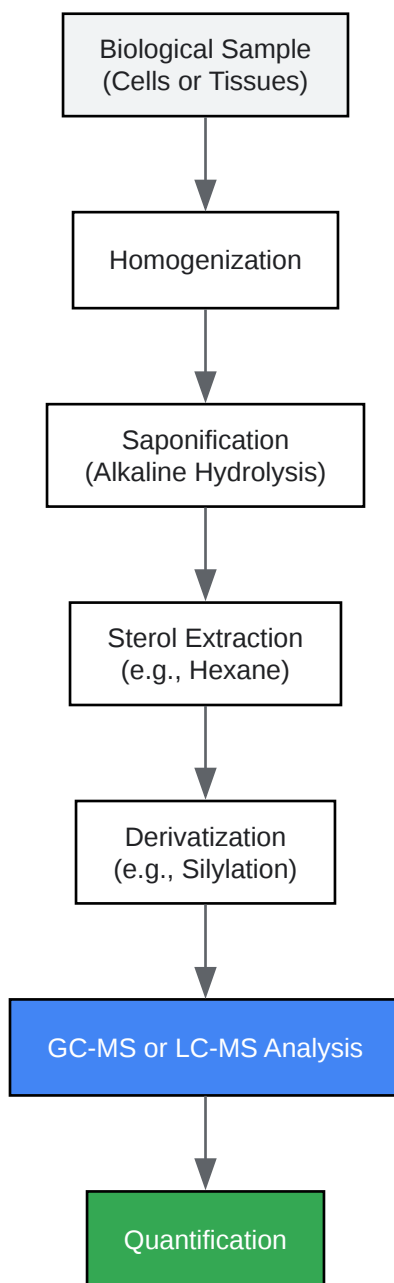 Biological Sample
(Cells or Tissues)
Homogenization
Saponification
(Alkaline Hydrolysis)
Sterol Extraction
(e.g., Hexane)
Derivatization
(e.g., Silylation)
GC-MS or LC-MS Analysis
Quantification